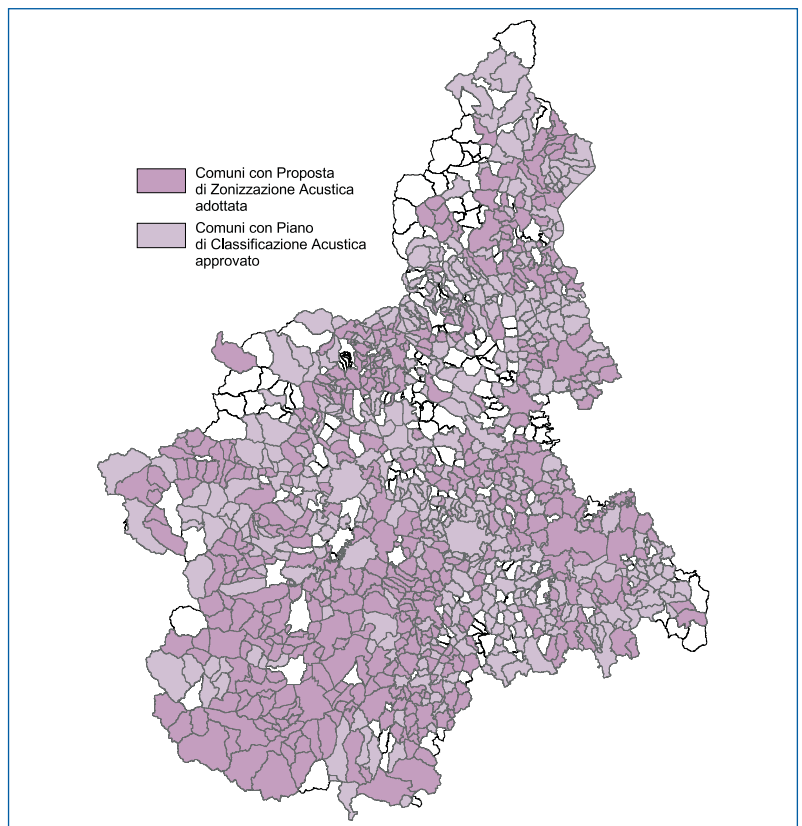 Comuni con Proposta
di Zonizzazione Acustica
adottata
Comuni con Piano
di Classificazione Acustica
approvato